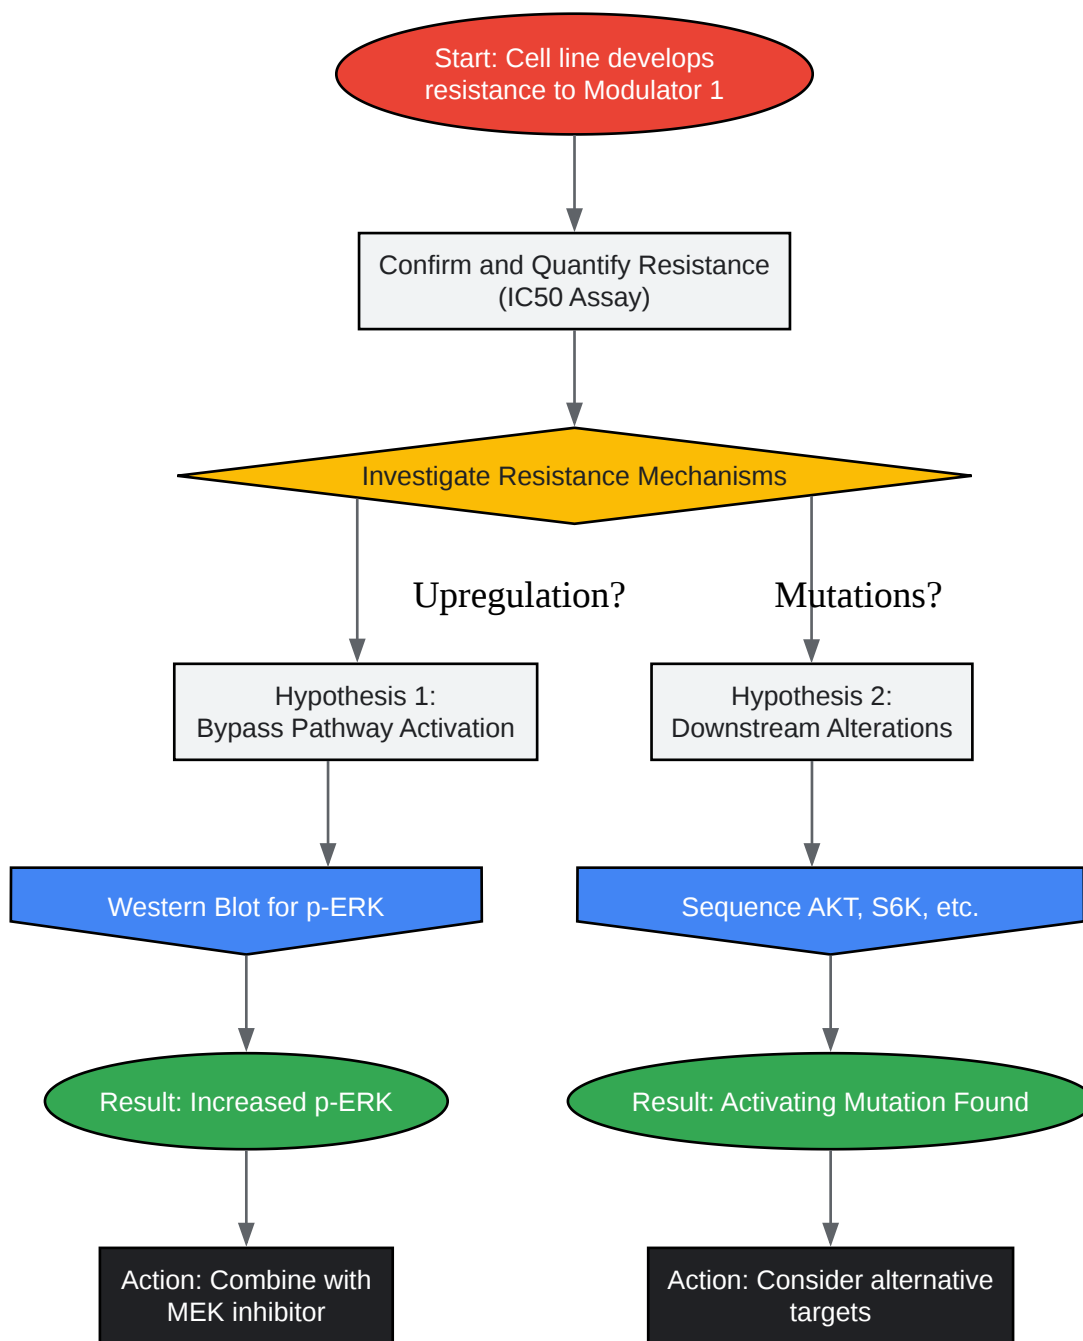 Start: Cell line develops
resistance to Modulator 1
Confirm and Quantify Resistance
(IC50 Assay)
Investigate Resistance Mechanisms
Upregulation?
Mutations?
Hypothesis 1:
Bypass Pathway Activation
Hypothesis 2:
Downstream Alterations
Western Blot for p-ERK
Sequence AKT, S6K, etc.
Result: Increased p-ERK
Result: Activating Mutation Found
Action: Combine with
MEK inhibitor
Action: Consider alternative
targets